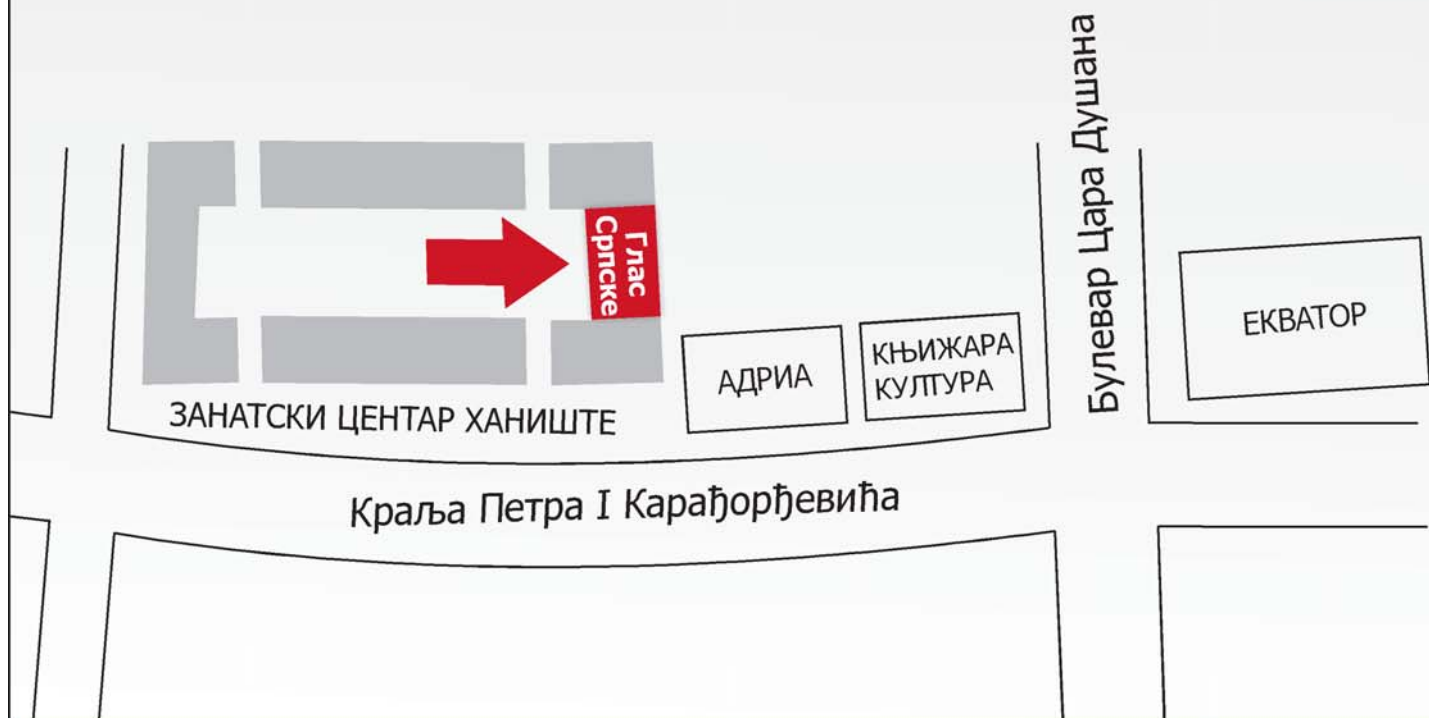 Булевар Цара Душана
Глас
Српске
ЕКВАТОР
КЊИЖАРА
КУЛТУРА
АДРИА
ЗАНАТСКИ ЦЕНТАР ХАНИШТЕ
Краља Петра I Карађорђевића